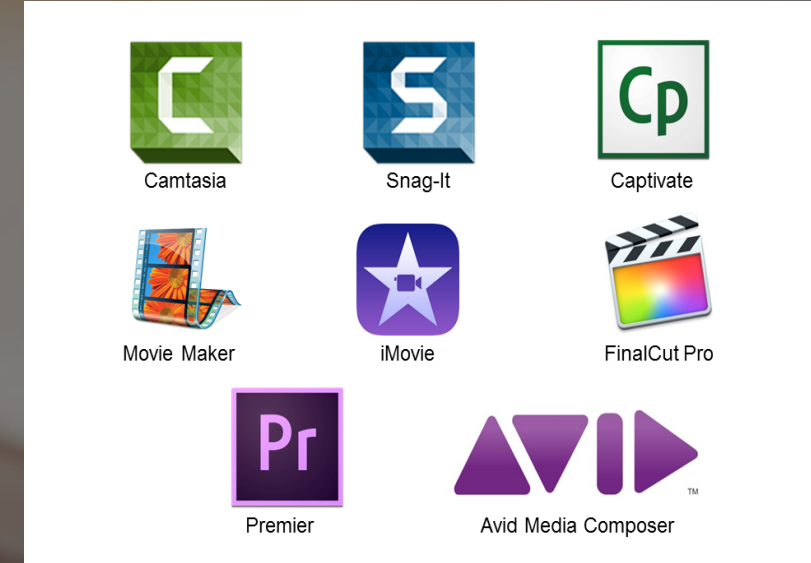 C
S
Cp
Camtasia
Snag-It
Captivate
Movie Maker
iMovie
FinalCut Pro
Pr
AVID
TM
Premier
Avid Media Composer